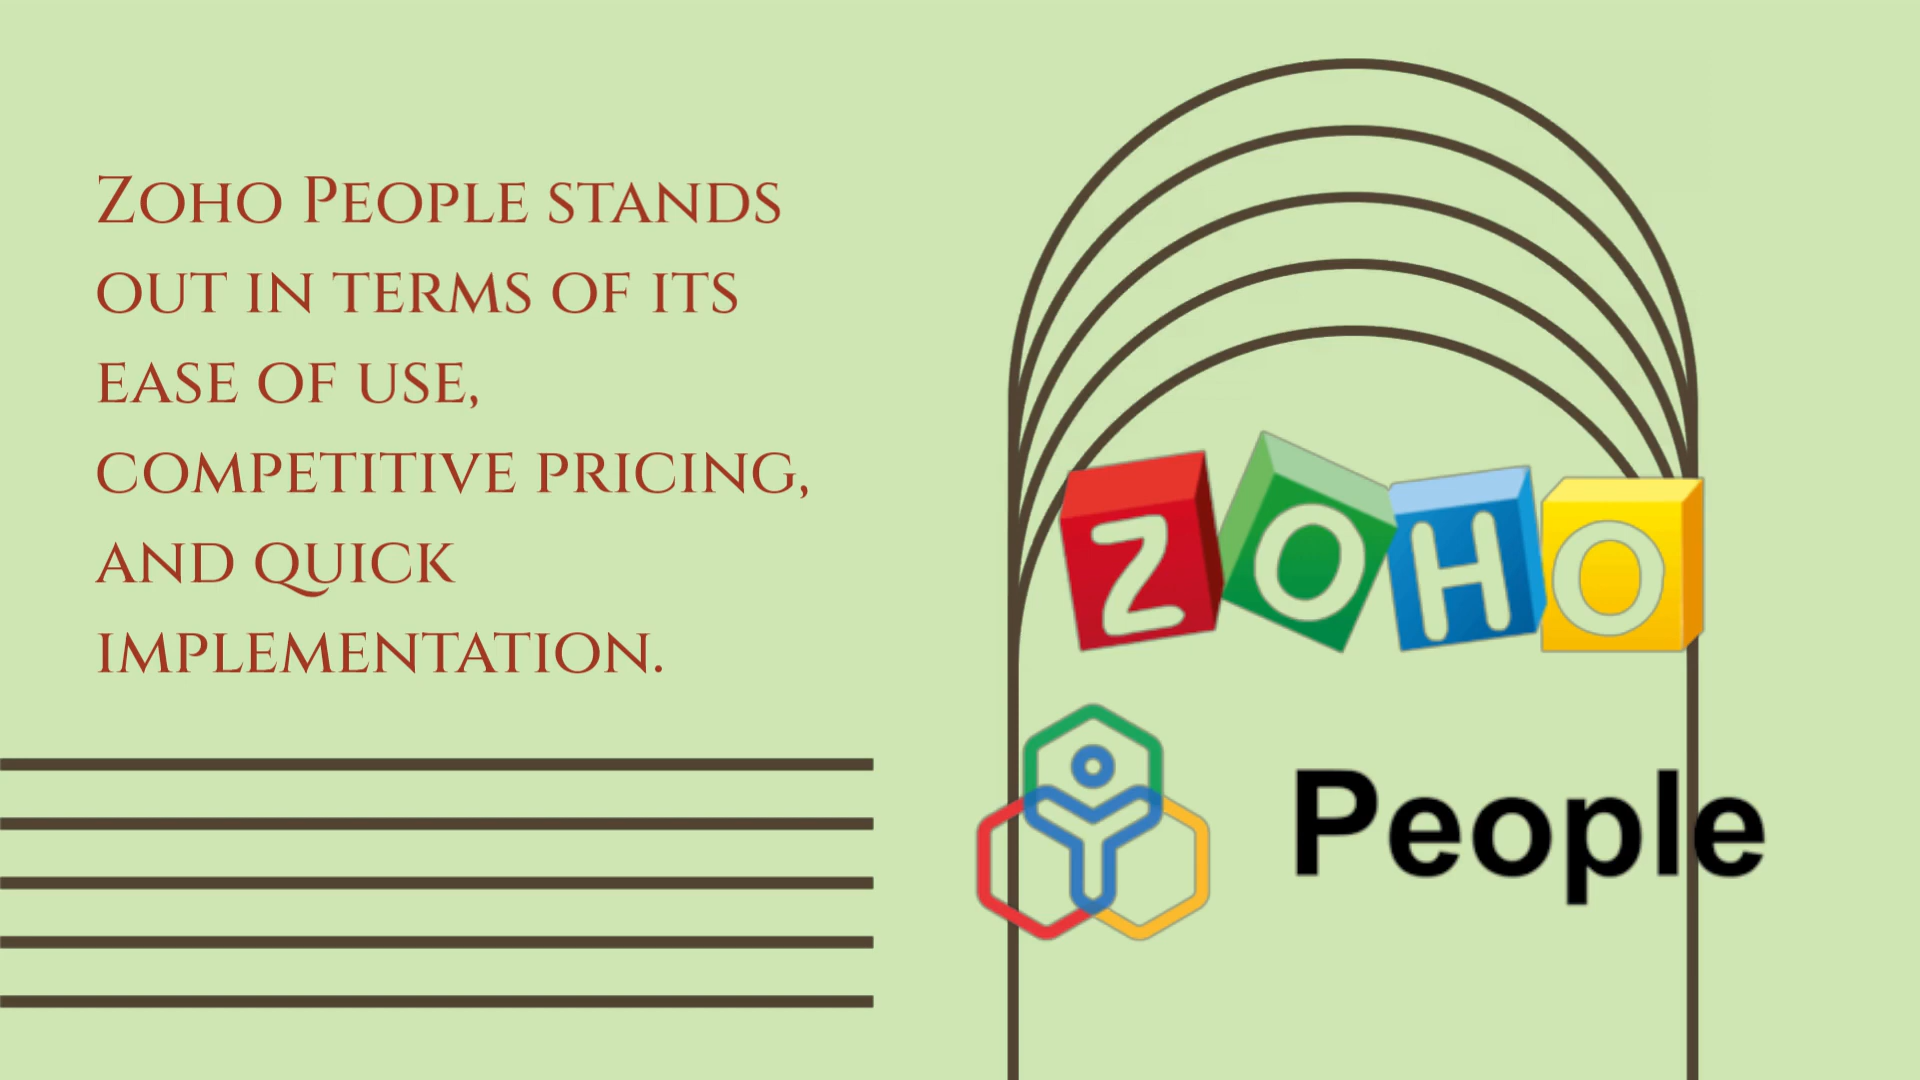 Zoho People stands
out in terms of its
ease of use,
competitive pricing,
and quick
implementation.
ZOHO
People